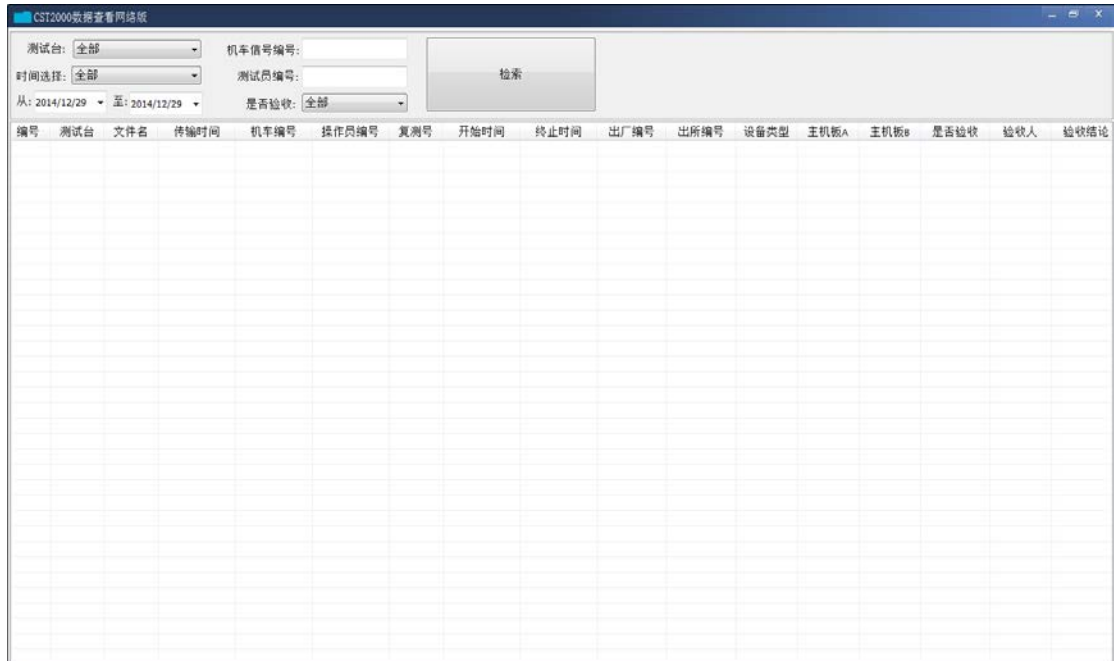 CST2000数据查看网络版
测试台: 全部 机车信号编号: 检索
时间选择: 全部 测试员编号:
从: 2014/12/29 至: 2014/12/29 是否验收: 全部
编号 测试台 文件名 传输时间 机车编号 操作员编号 复测号 开始时间 终止时间 出厂编号 出所编号 设备类型 主机板A 主机板B 是否验收 验收人 验收结论